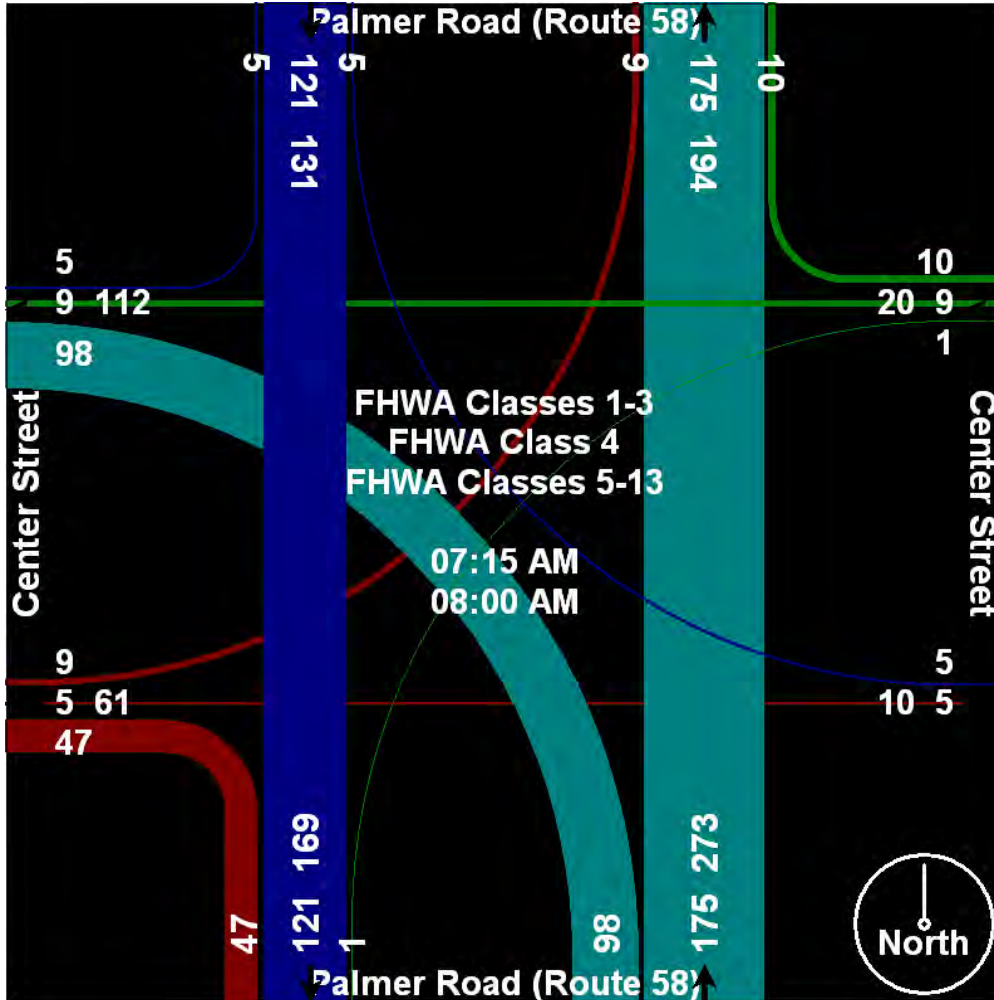 Palmer Road (Route 58)
5 121 131 5 9 175 194 10
5
9 112
98
10
20 9
1
Center Street
Center Street
FHWA Classes 1-3
FHWA Class 4
FHWA Classes 5-13
07:15 AM
08:00 AM
9
5 61
47
5
10 5
47 121 169 1 98 175 273
North
Palmer Road (Route 58)